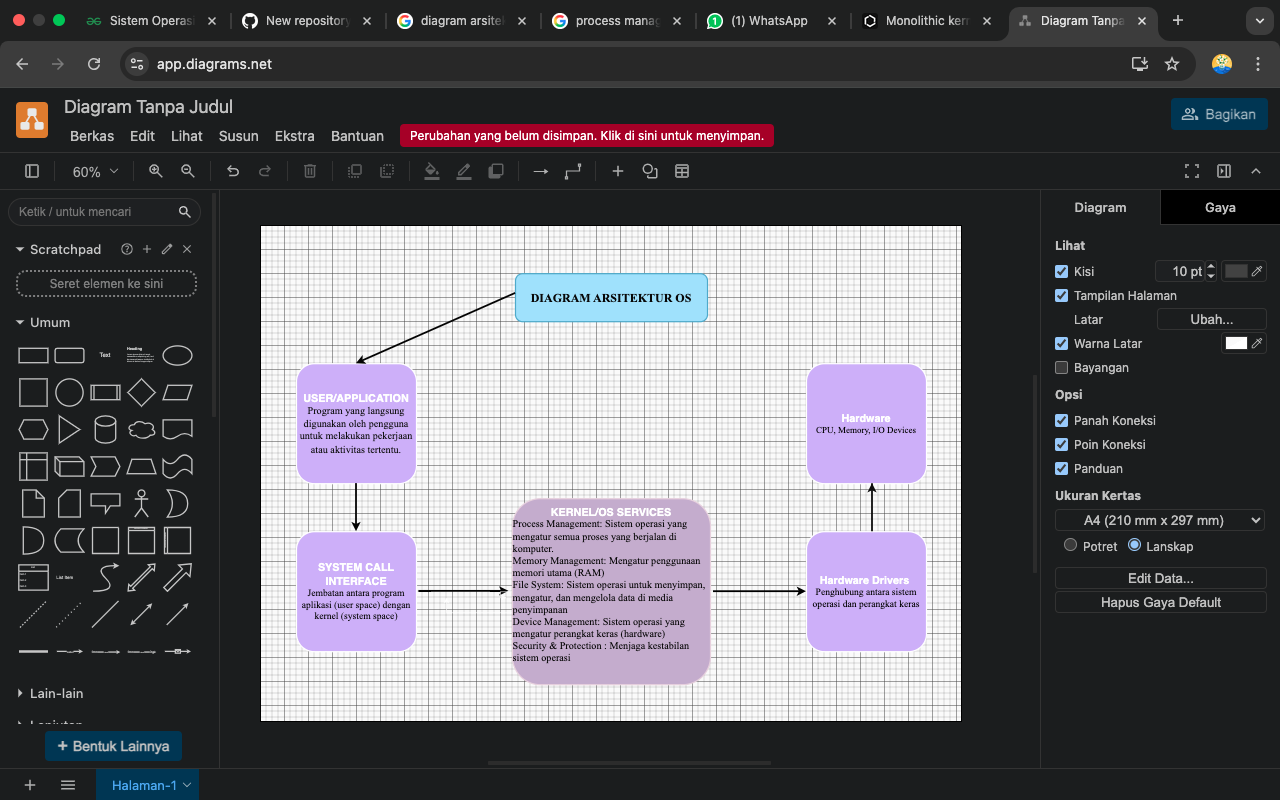 Sistem Operas
New repository
diagram arsitek
process manag
(1) WhatsApp
Monolithic kern
Diagram Tanpa
app.diagrams.net
Diagram Tanpa Judul
Berkas Edit Lihat Susun Ekstra Bantuan
Perubahan yang belum disimpan. Klik di sini untuk menyimpan.
Bagikan
60%
Ketik / untuk mencari
Scratchpad
Seret elemen ke sini
Umum
Text
Heading
List Item
Lain-lain
Bentuk Lainnya
Halaman-1
DIAGRAM ARSITEKTUR OS
USER/APPLICATION
Program yang langsung
digunakan oleh pengguna
untuk melakukan pekerjaan
atau aktivitas tertentu.
SYSTEM CALL
INTERFACE
Jembatan antara program
aplikasi (user space) dengan
kernel (system space)
KERNEL/OS SERVICES
Process Management: Sistem operasi yang
mengatur semua proses yang berjalan di
komputer.
Memory Management: Mengatur penggunaan
memori utama (RAM)
File System: Sistem operasi untuk menyimpan,
mengatur, dan mengelola data di media
penyimpanan
Device Management: Sistem operasi yang
mengatur perangkat keras (hardware)
Security & Protection : Menjaga kestabilan
sistem operasi
Hardware
CPU, Memory, I/O Devices
Hardware Drivers
Penghubung antara sistem
operasi dan perangkat keras
Diagram
Gaya
Lihat
Kisi
10 pt
Tampilan Halaman
Latar
Ubah...
Warna Latar
Bayangan
Opsi
Panah Koneksi
Poin Koneksi
Panduan
Ukuran Kertas
A4 (210 mm x 297 mm)
Potret
Lanskap
Edit Data...
Hapus Gaya Default